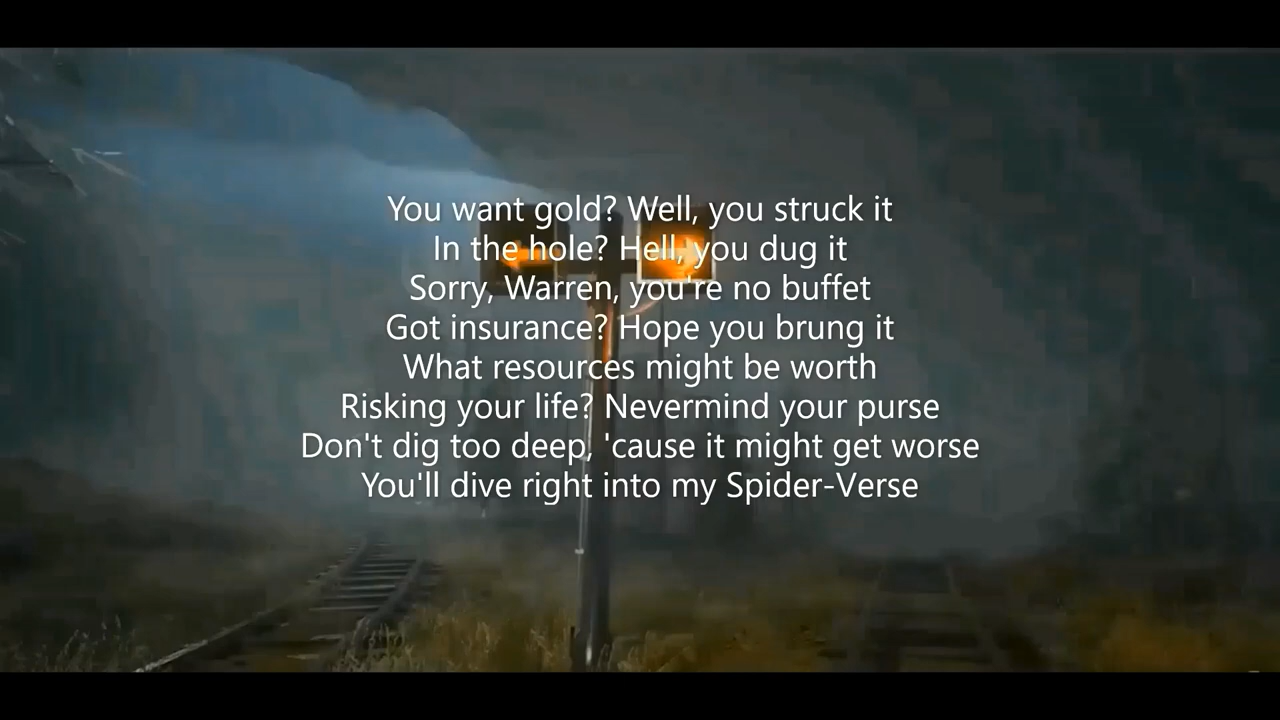 You want gold? Well, you struck it
In the hole? Hell, you dug it
Sorry, Warren, you're no buffet
Got insurance? Hope you brung it
What resources might be worth
Risking your life? Nevermind your purse
Don't dig too deep, 'cause it might get worse
You'll dive right into my Spider-Verse